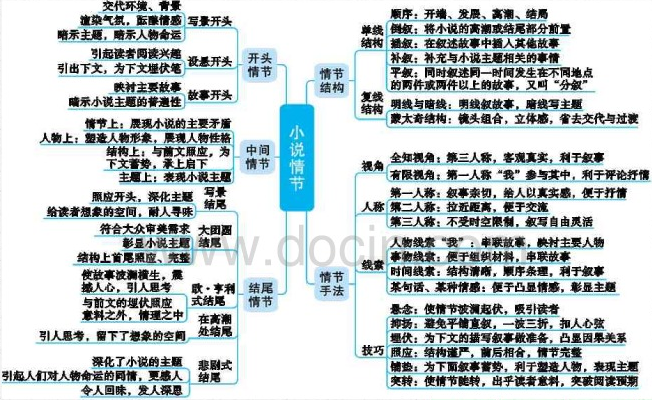 交代环境、背景
渲染气氛，酝酿情感
暗示主题，暗示人物命运
写景开头
引起读者阅读兴趣
引出下文，为下文埋伏笔
设悬开头
映衬主要故事
暗示小说主题的普遍性
故事开头
开头
情节
情节上：展现小说的主要矛盾
人物上：塑造人物形象，展现人物性格
结构上：与前文照应，为
下文蓄势，承上启下
主题上：表现小说主题
中间
情节
照应开头，深化主题
给读者想象的空间，耐人寻味
写景
结尾
符合大众审美需求
彰显小说主题
结构上首尾照应、完整
大团圆
结尾
使故事波澜横生，震
撼人心，引人思考
与前文的埋伏照应
意料之外，情理之中
欧·亨利
式结尾
引人思考，留下了想象的空间
在高潮
处结尾
深化了小说的主题
引起人们对人物命运的同情，更感人
令人回味，发人深思
悲剧式
结尾
结尾
情节
小说情节
情节
结构
单线
结构
顺序：开端、发展、高潮、结局
倒叙：将小说的高潮或结尾部分前置
插叙：在叙述故事中插入其他故事
补叙：补充与小说主题相关的事情
复线
结构
平叙：同时叙述同一时间发生在不同地点
的两件或两件以上的故事，又叫“分叙”
明线与暗线：明线叙故事，暗线写主题
蒙太奇结构：镜头组合，立体感，省去交代与过渡
情节
手法
视角
全知视角：第三人称，客观真实，利于叙事
有限视角：第一人称“我”参与其中，利于评论抒情
人称
第一人称：叙事亲切，给人以真实感，便于抒情
第二人称：拉近距离，便于交流
第三人称：不受时空限制，叙写自由灵活
线索
人物线索“我”：串联故事，映衬主要人物
事物线索：便于组织材料，串联故事
时间线索：结构清晰，顺序条理，利于叙事
某句话、某种情感：便于凸显情感，彰显主题
技巧
悬念：使情节波澜起伏，吸引读者
抑扬：避免平铺直叙，一波三折，扣人心弦
埋伏：为下文的描写叙事做准备，凸显因果关系
照应：结构谨严，前后相合，情节完整
铺垫：为下面叙事蓄势，利于塑造人物，表现主题
突转：使情节陡转，出乎读者意料，突破阅读预期